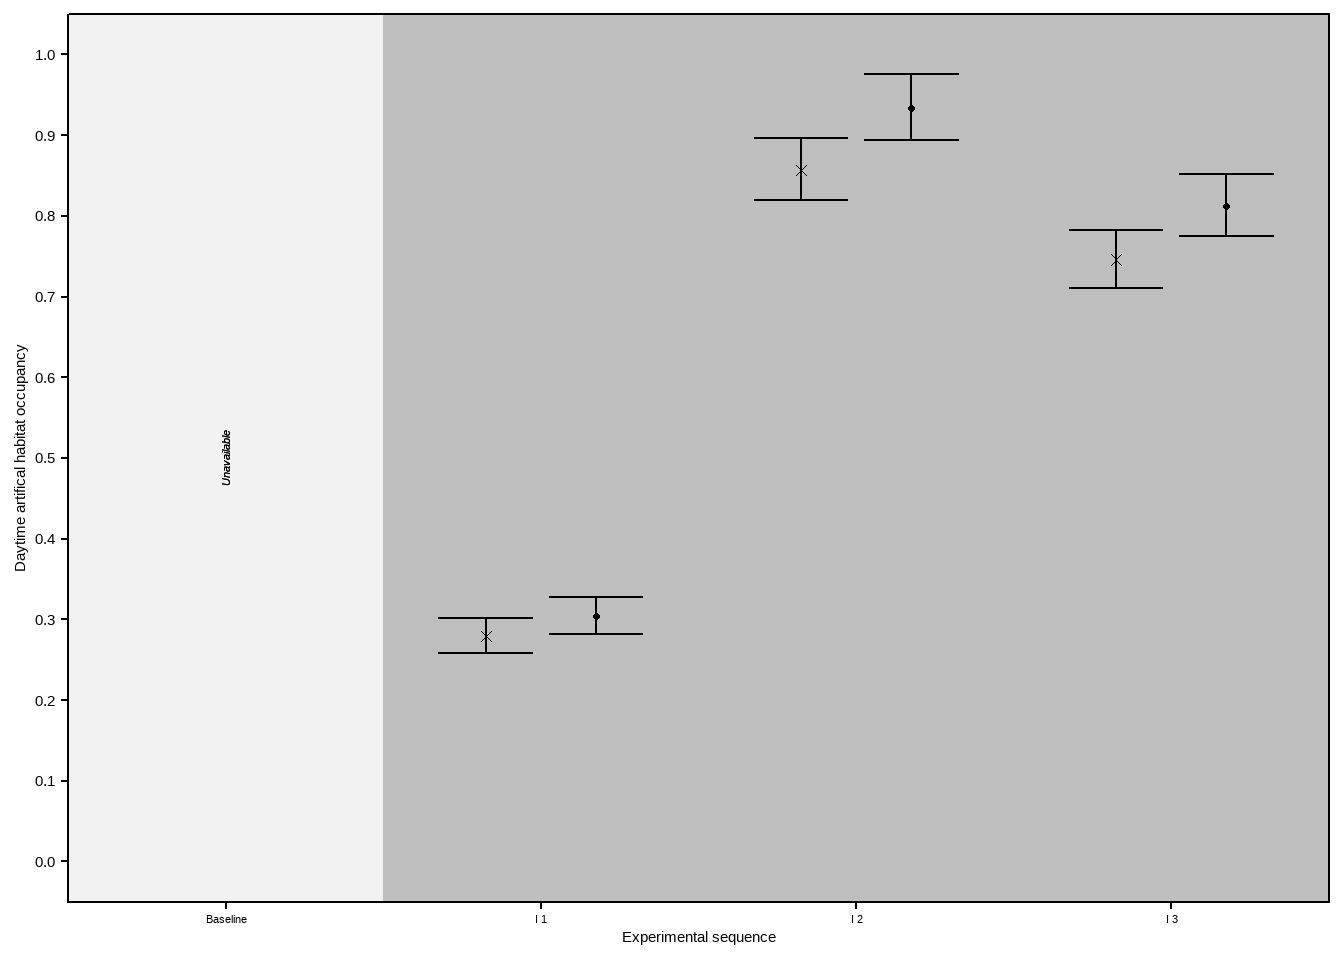 1.0
0.9
0.8
0.7
0.6
0.5
0.4
0.3
0.2
0.1
0.0
Daytime artifical habitat occupancy
Unavailable
Baseline
I 1
I 2
I 3
Experimental sequence